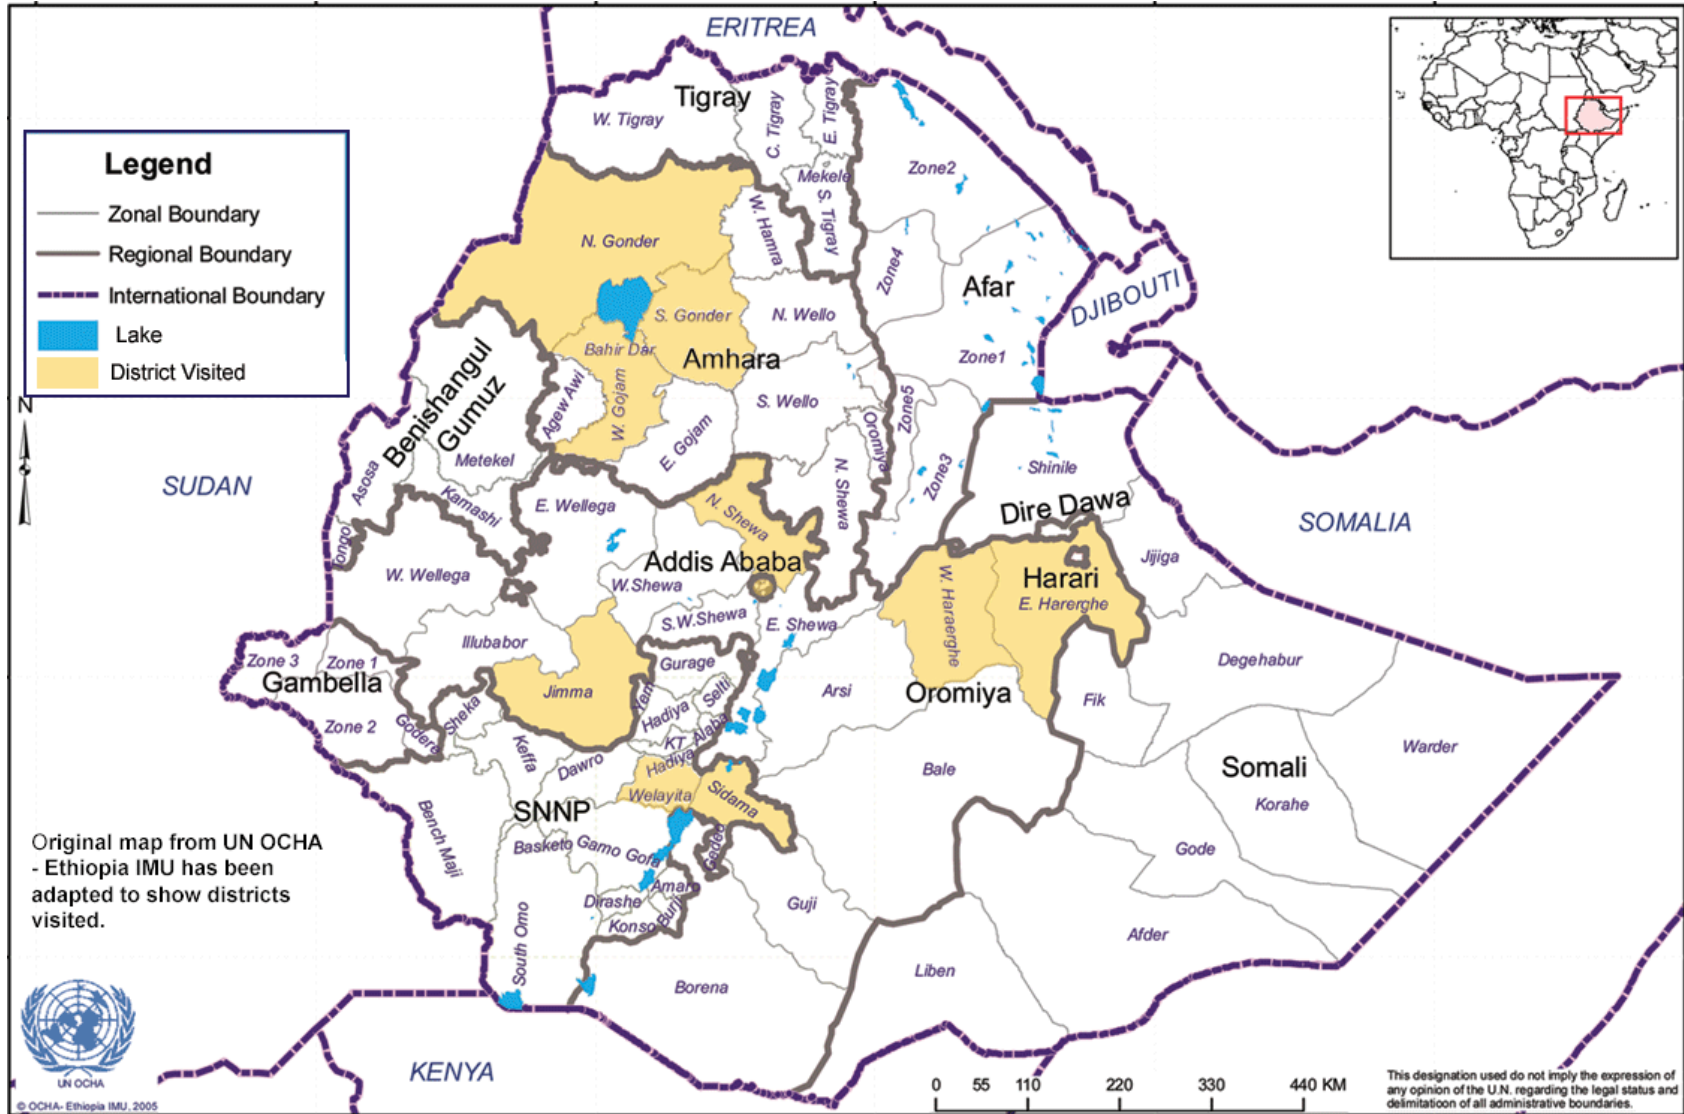 ERITREA
Tigray
W. Tigray
C. Tigray
E. Tigray
Mekele
S. Tigray
Zone2
Legend
Zonal Boundary
Regional Boundary
International Boundary
Lake
District Visited
N
N. Gonder
W. Hamra
Zone4
Afar
DJIBOUTI
S. Gonder
N. Wello
Bahir Dar
Amhara
Zone1
Benishangul
Gumuz
Agew Awi
W. Gojam
E. Gojam
S. Wello
Oromiya
Zone5
Zone3
Metekel
Asosa
Kamashi
SUDAN
E. Wellega
N. Shewa
N. Shewa
Shinile
Dire Dawa
SOMALIA
Tongo
Addis Ababa
W. Wellega
W.Shewa
W. Haraerghe
Harari
E. Harerghe
Jijiga
S.W.Shewa
E. Shewa
Illubabor
Zone 3
Zone 1
Gambella
Zone 2
Godere
Sheka
Jimma
Yem
Gurage
Selti
Hadiya
KT
Alaba
Hadiya
Arsi
Oromiya
Fik
Degehabur
Keffa
Dawro
Welayita
Sidama
Bale
Somali
Korahe
Warder
SNNP
Bench Maji
Basketo
Gamo Gofa
Gedeo
Gode
Original map from UN OCHA
- Ethiopia IMU has been
adapted to show districts
visited.
Amaro
Dirashe
Burji
Konso
Guji
South Omo
Afder
Liben
Borena
KENYA
UN OCHA
© OCHA- Ethiopia IMU, 2005
0 55 110 220 330 440 KM
This designation used do not imply the expression of
any opinion of the U.N. regarding the legal status and
delimitatioon of all administrative boundaries.